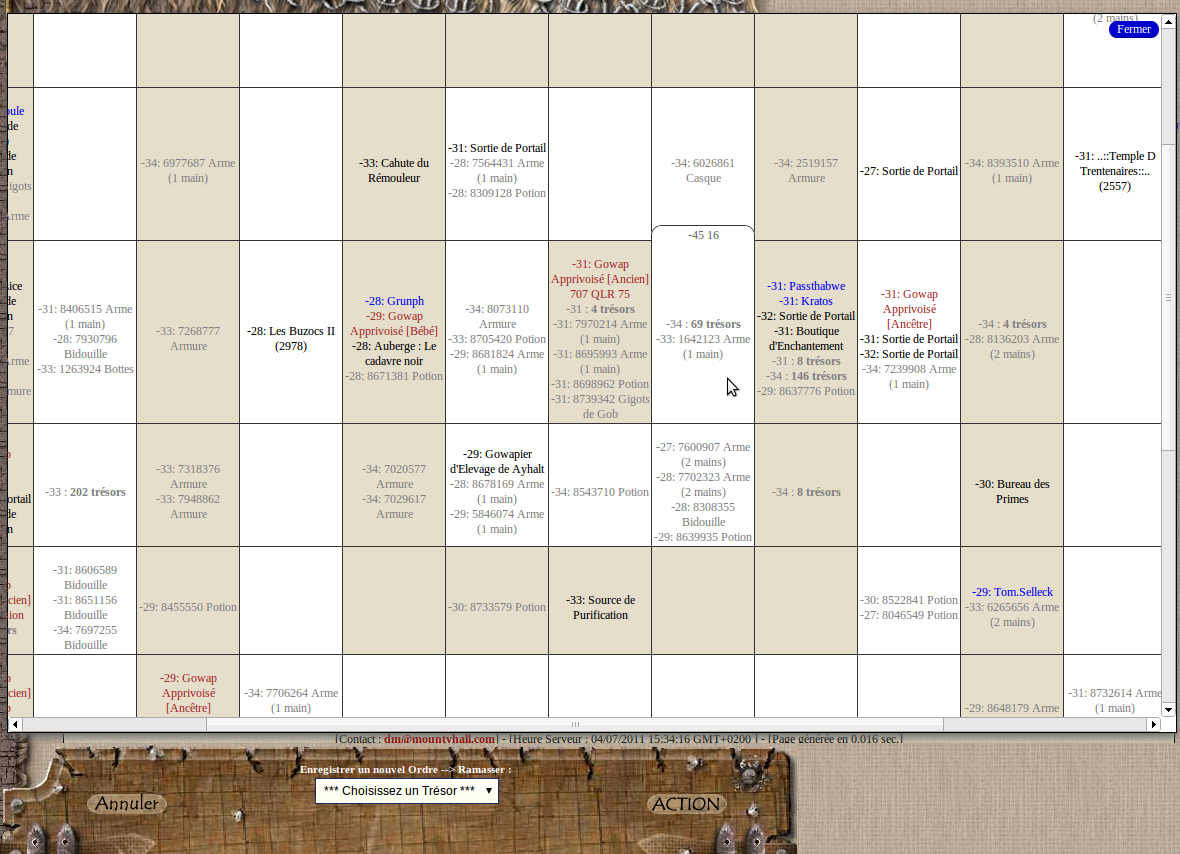 (2 mains)
Fermer
oule
de
de
n
Gigots
Arme
-34: 6977687 Arme
(1 main)
-33: Cahute du
Rémouleur
-31: Sortie de Portail
-28: 7564431 Arme
(1 main)
-28: 8309128 Potion
-34: 6026861
Casque
-34: 2519157
Armure
-27: Sortie de Portail
-34: 8393510 Arme
(1 main)
-31: ..::Temple D
Trentenaires::..
(2557)
-45 16
ice
de
n
7
rme
mure
-31: 8406515 Arme
(1 main)
-28: 7930796
Bidouille
-33: 1263924 Bottes
-33: 7268777
Armure
-28: Les Buzocs II
(2978)
-28: Grunph
-29: Gowap
Apprivoisé [Bébé]
-28: Auberge : Le
cadavre noir
-28: 8671381 Potion
-34: 8073110
Armure
-33: 8705420 Potion
-29: 8681824 Arme
(1 main)
-31: Gowap
Apprivoisé [Ancien]
707 QLR 75
-31 : 4 trésors
-31: 7970214 Arme
(1 main)
-31: 8695993 Arme
(1 main)
-31: 8698962 Potion
-31: 8739342 Gigots
de Gob
-34 : 69 trésors
-33: 1642123 Arme
(1 main)
-31: Passthabwe
-31: Kratos
-32: Sortie de Portail
-31: Boutique
d'Enchantement
-31 : 8 trésors
-34 : 146 trésors
-29: 8637776 Potion
-31: Gowap
Apprivoisé
[Ancêtre]
-31: Sortie de Portail
-32: Sortie de Portail
-34: 7239908 Arme
(1 main)
-34 : 4 trésors
-28: 8136203 Arme
(2 mains)
ortail
de
n
-33 : 202 trésors
-33: 7318376
Armure
-33: 7948862
Armure
-34: 7020577
Armure
-34: 7029617
Armure
-29: Gowapier
d'Elevage de Ayhalt
-28: 8678169 Arme
(1 main)
-29: 5846074 Arme
(1 main)
-34: 8543710 Potion
-27: 7600907 Arme
(2 mains)
-28: 7702323 Arme
(2 mains)
-28: 8308355
Bidouille
-29: 8639935 Potion
-34 : 8 trésors
-30: Bureau des
Primes
cien]
ion
rs
-31: 8606589
Bidouille
-31: 8651156
Bidouille
-34: 7697255
Bidouille
-29: 8455550 Potion
-30: 8733579 Potion
-33: Source de
Purification
-30: 8522841 Potion
-27: 8046549 Potion
-29: Tom.Selleck
-33: 6265656 Arme
(2 mains)
cien]
-29: Gowap
Apprivoisé
[Ancêtre]
-34: 7706264 Arme
(1 main)
-29: 8648179 Arme
-31: 8732614 Arme
(1 main)
[Contact : dm@mountyhall.com] - [Heure Serveur : 04/07/2011 15:34:16 GMT+0200 ] - [Page générée en 0.016 sec.]
Enregistrer un nouvel Ordre --> Ramasser :
Annuler
*** Choisissez un Trésor ***
ACTION